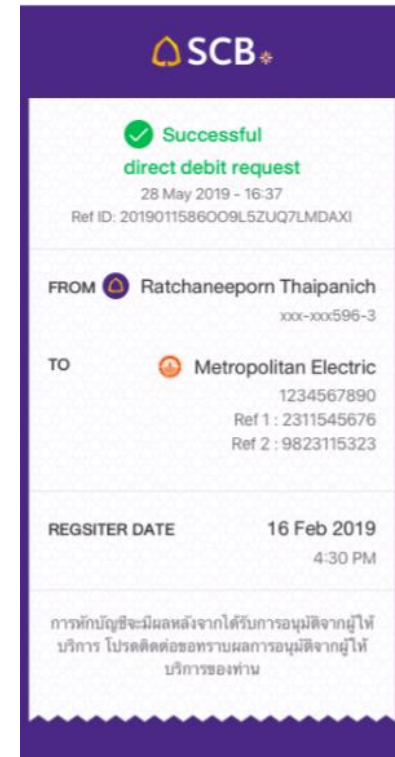 SCB
Successful
direct debit request
28 May 2019 - 16:37
Ref ID: 2019011586OO9L5ZUQ7LMDAXI
FROM Ratchaneeporn Thaipanich
xxx-xxx596-3
TO Metropolitan Electric
1234567890
Ref 1 : 2311545676
Ref 2 : 9823115323
REGSITER DATE 16 Feb 2019
4:30 PM
การหักบัญชีจะมีผลหลังจากได้รับการอนุมัติจากผู้ให้
บริการ โปรดติดต่อขอทราบผลการอนุมัติจากผู้ให้
บริการของท่าน